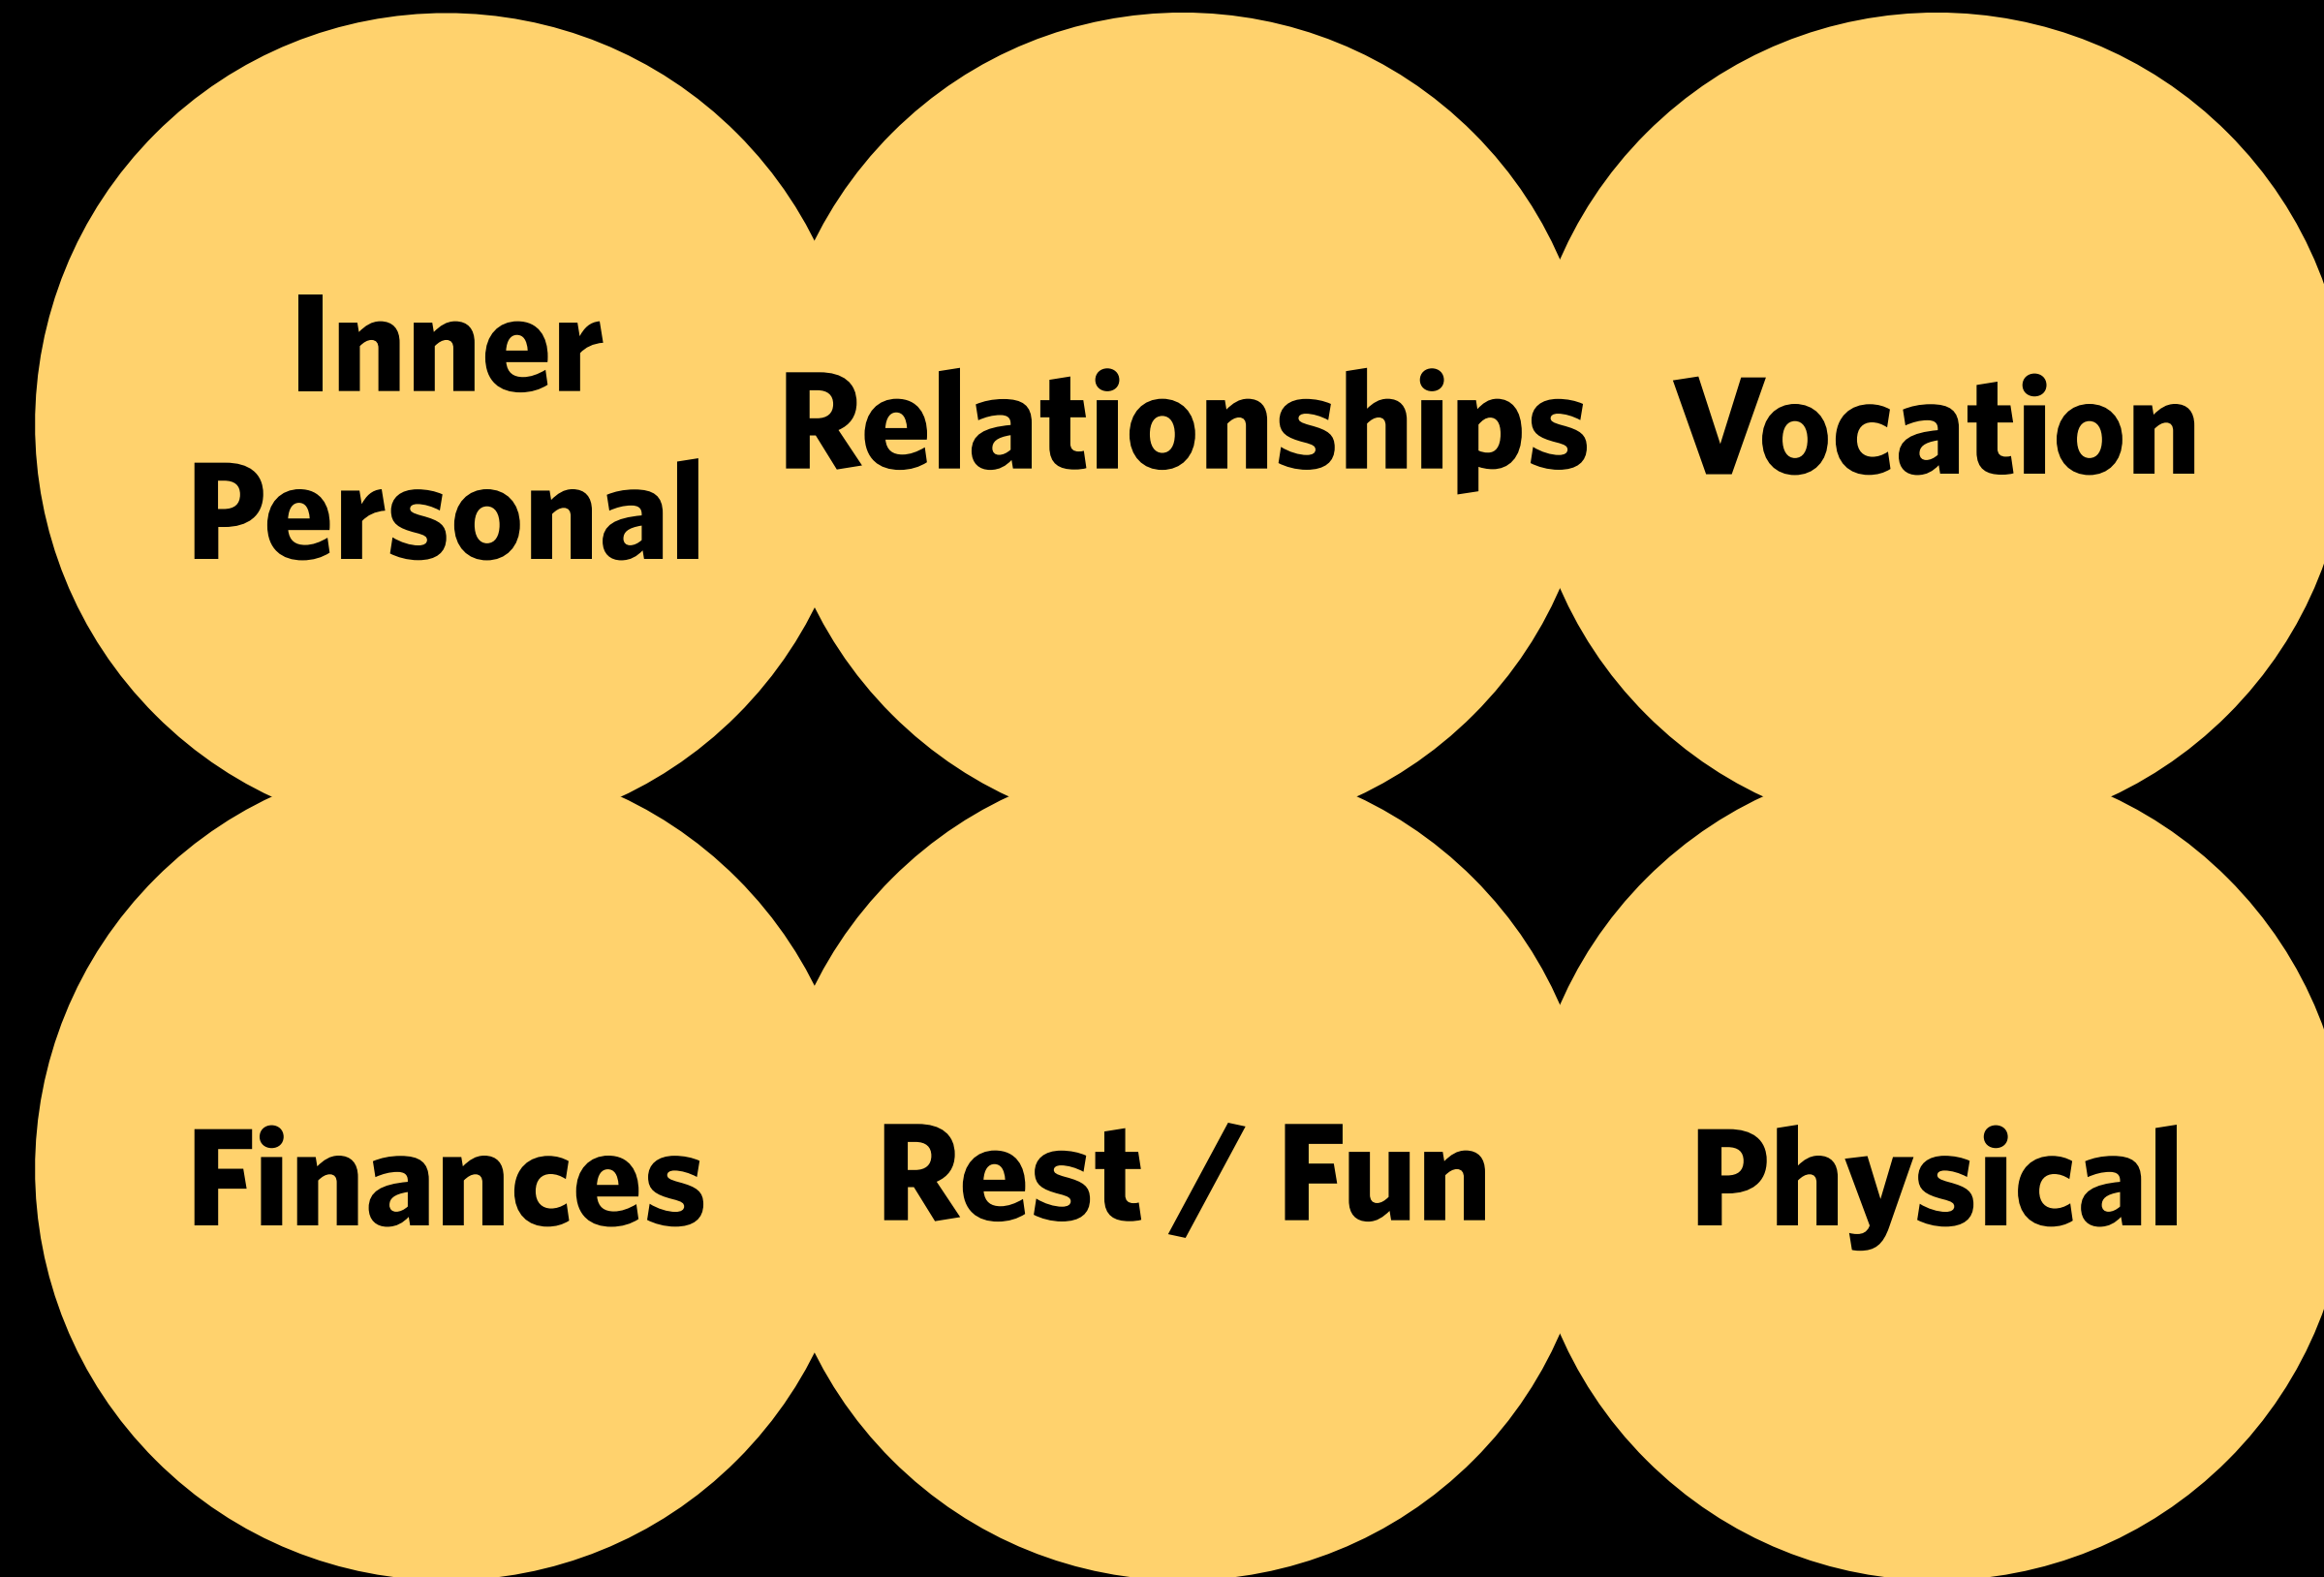 Inner
Personal
Relationships
Vocation
Finances
Rest / Fun
Physical